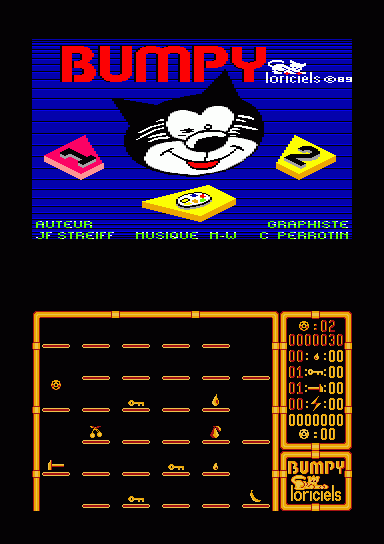 BUMPY
loriciels ©89
1
2
AUTEUR
GRAPHISTE
JF STREIFF MUSIQUE M-W C PERROTIN
:02
0000030
00::00
01::00
01::00
00::00
0000000
:00
BUMPY
loriciels